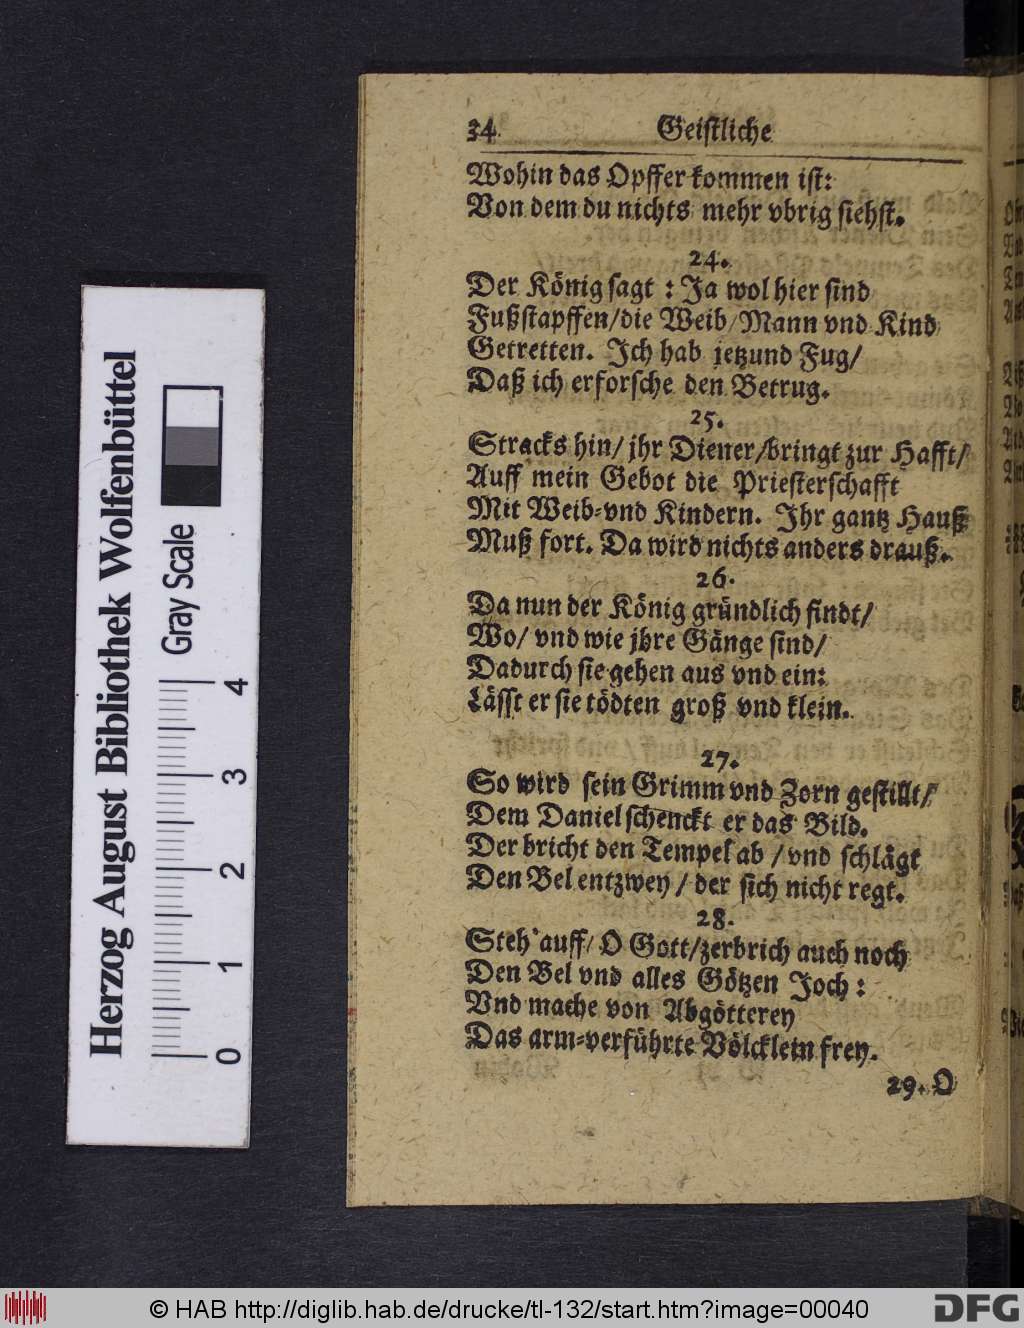 34 Geistliche
Wohin das Opffer kommen ist:
Von dem du nichts mehr vbrig siehst.
24.
Der König sagt : Ja wol hier sind
Fußstapffen/die Weib/Mann vnd Kind
Getretten. Ich hab jetzund Fug/
Daß ich erforsche den Betrug.
25.
Stracks hin/ jhr Diener/bringt zur Hafft/
Auff mein Gebot die Priesterschafft
Mit Weib-vnd Kindern. Ihr gantz Hauß
Muß fort. Da wird nichts anders drauß.
26.
Da nun der König gründlich findt/
Wo/ vnd wie jhre Gänge sind/
Dadurch sie gehen aus vnd ein:
Lässt er sie tödten groß vnd klein.
27.
So wird sein Grimm vnd Zorn gestillt/
Dem Daniel schenckt er das Bild.
Der bricht den Tempel ab /vnd schlägt
Den Bel entzwey / der sich nicht regt.
28.
Steh auff/ O Gott/zerbrich auch noch
Den Bel vnd alles Götzen Joch :
Vnd mache von Abgötterey
Das arm-verführte Völcklein frey.
29. O
Herzog August Bibliothek Wolfenbüttel
Gray Scale
0 1 2 3 4
© HAB http://diglib.hab.de/drucke/tl-132/start.htm?image=00040
DFG